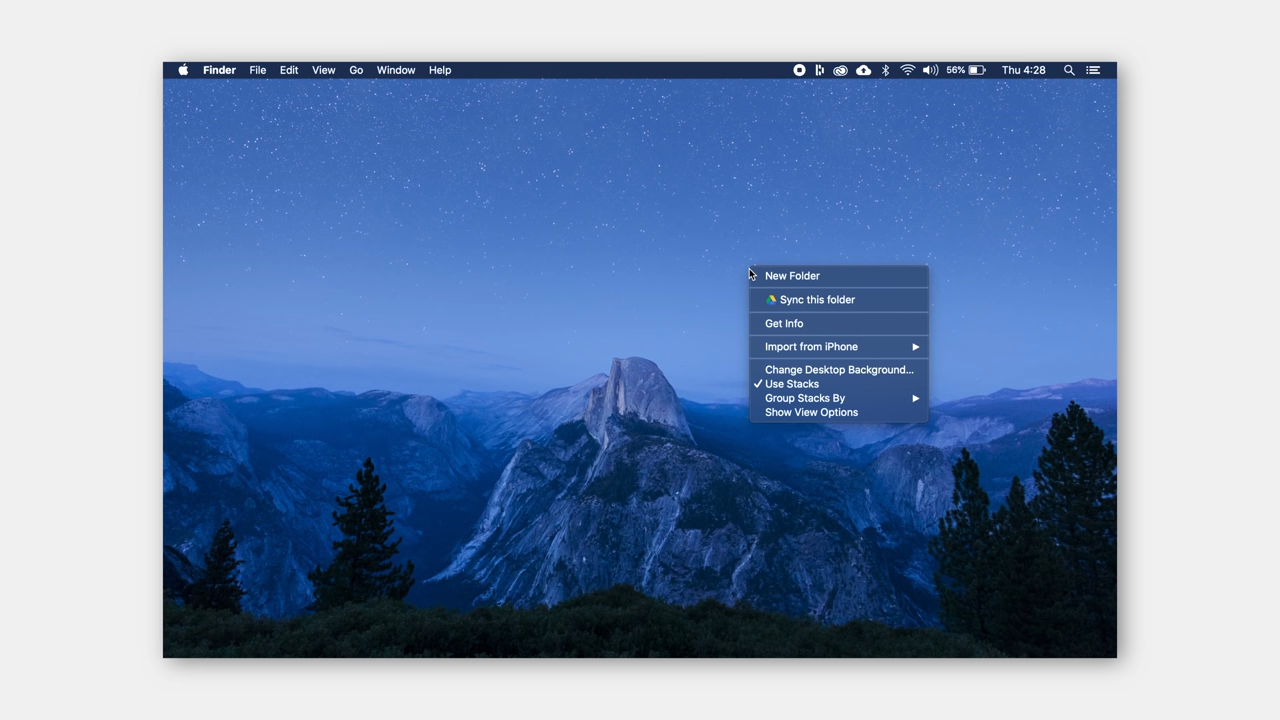 Finder File Edit View Go Window Help 56% Thu 4:28
New Folder
Sync this folder
Get Info
Import from iPhone
Change Desktop Background...
✓ Use Stacks
Group Stacks By
Show View Options